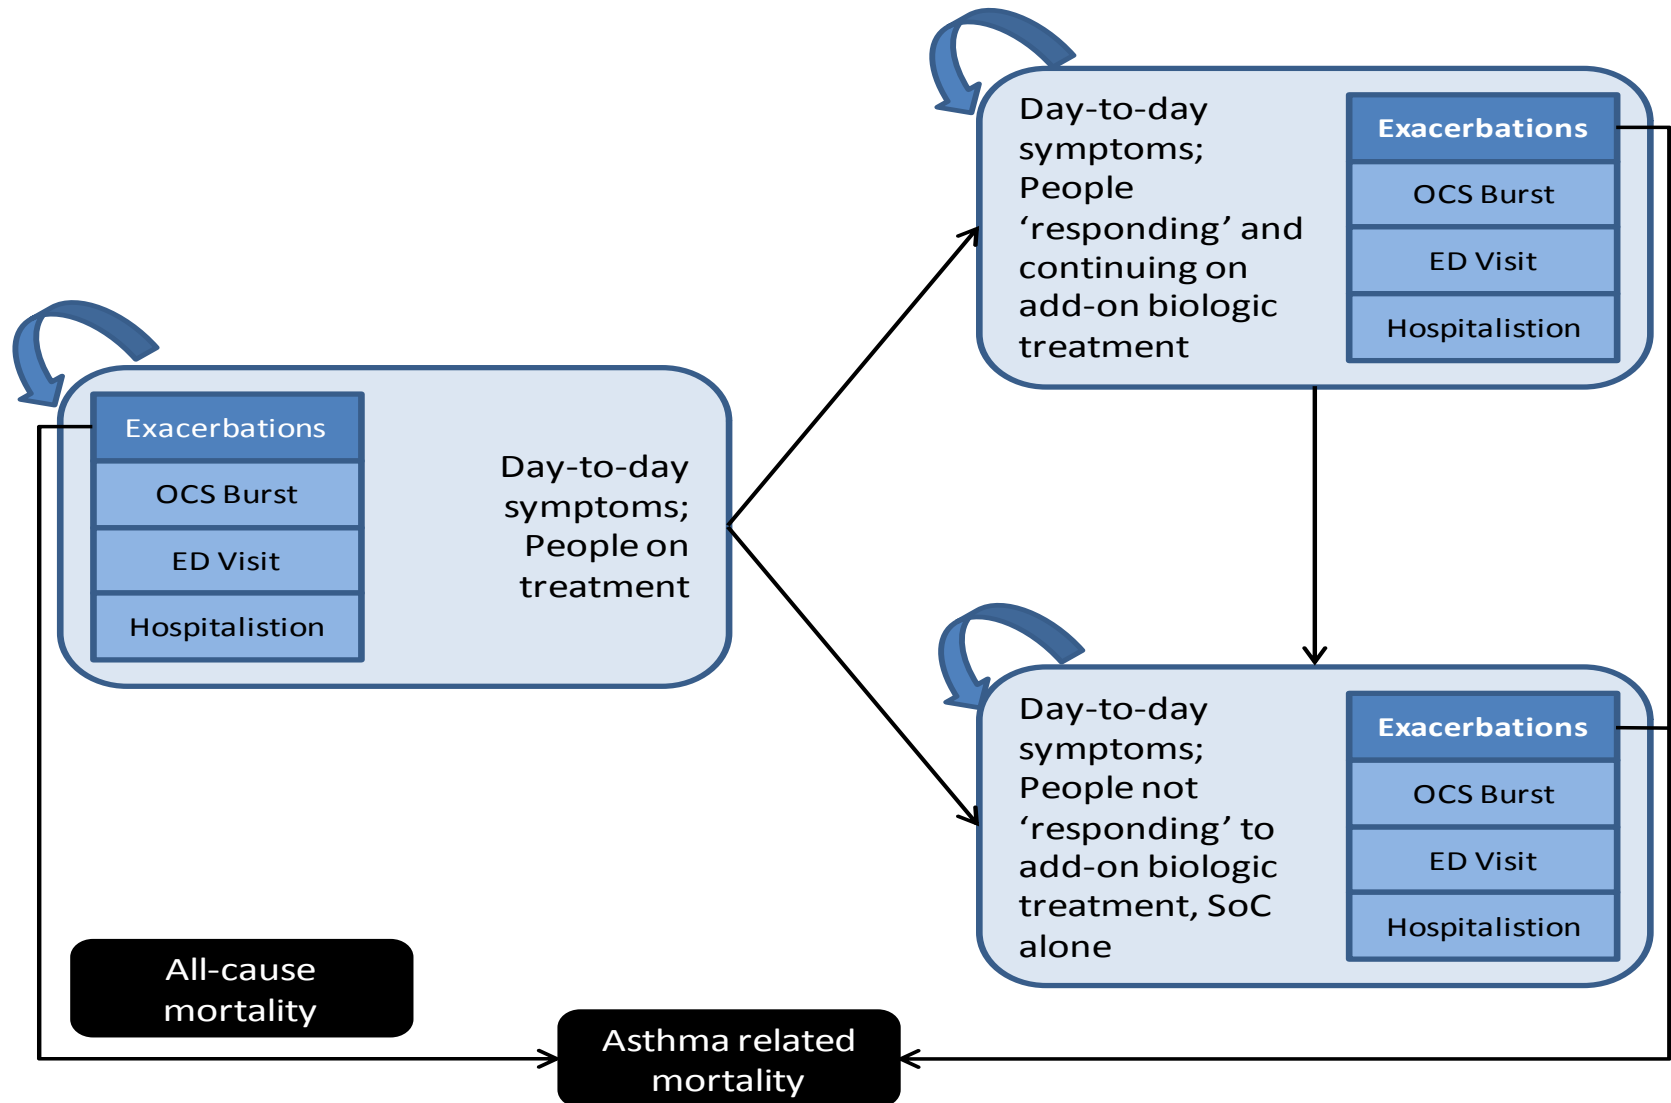 Day-to-day
symptoms;
People
‘responding’ and
continuing on
add-on biologic
treatment
Exacerbations
OCS Burst
ED Visit
Hospitalistion
Exacerbations
OCS Burst
ED Visit
Hospitalistion
Day-to-day
symptoms;
People on
treatment
Day-to-day
symptoms;
People not
‘responding’ to
add-on biologic
treatment, SoC
alone
Exacerbations
OCS Burst
ED Visit
Hospitalistion
All-cause
mortality
Asthma related
mortality